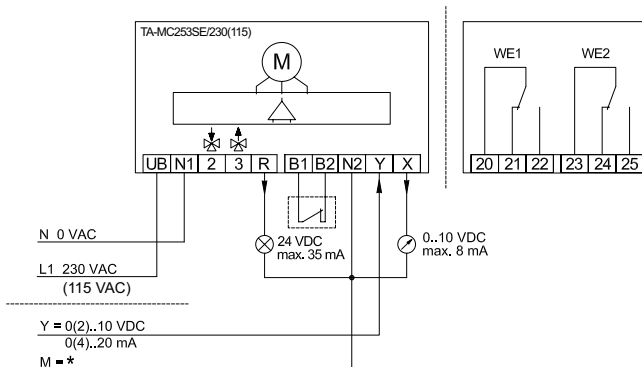 TA-MC253SE/230(115)
M
UB N1 2 3 R B1 B2 N2 Y X
WE1 WE2
20 21 22 23 24 25
N 0 VAC
24 VDC
max. 35 mA
0..10 VDC
max. 8 mA
L1 230 VAC
(115 VAC)
Y = 0(2)..10 VDC
0(4)..20 mA
M = *